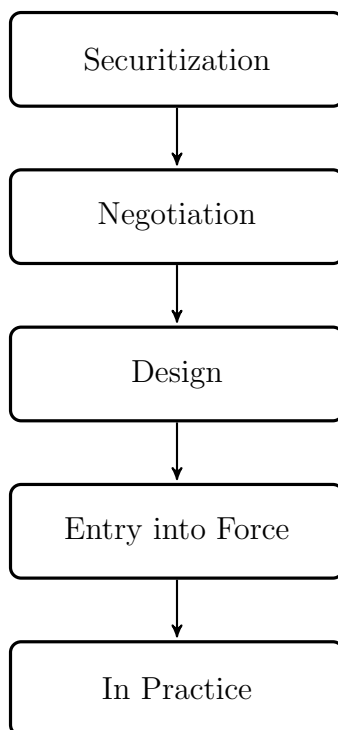 Securitization
Negotiation
Design
Entry into Force
In Practice